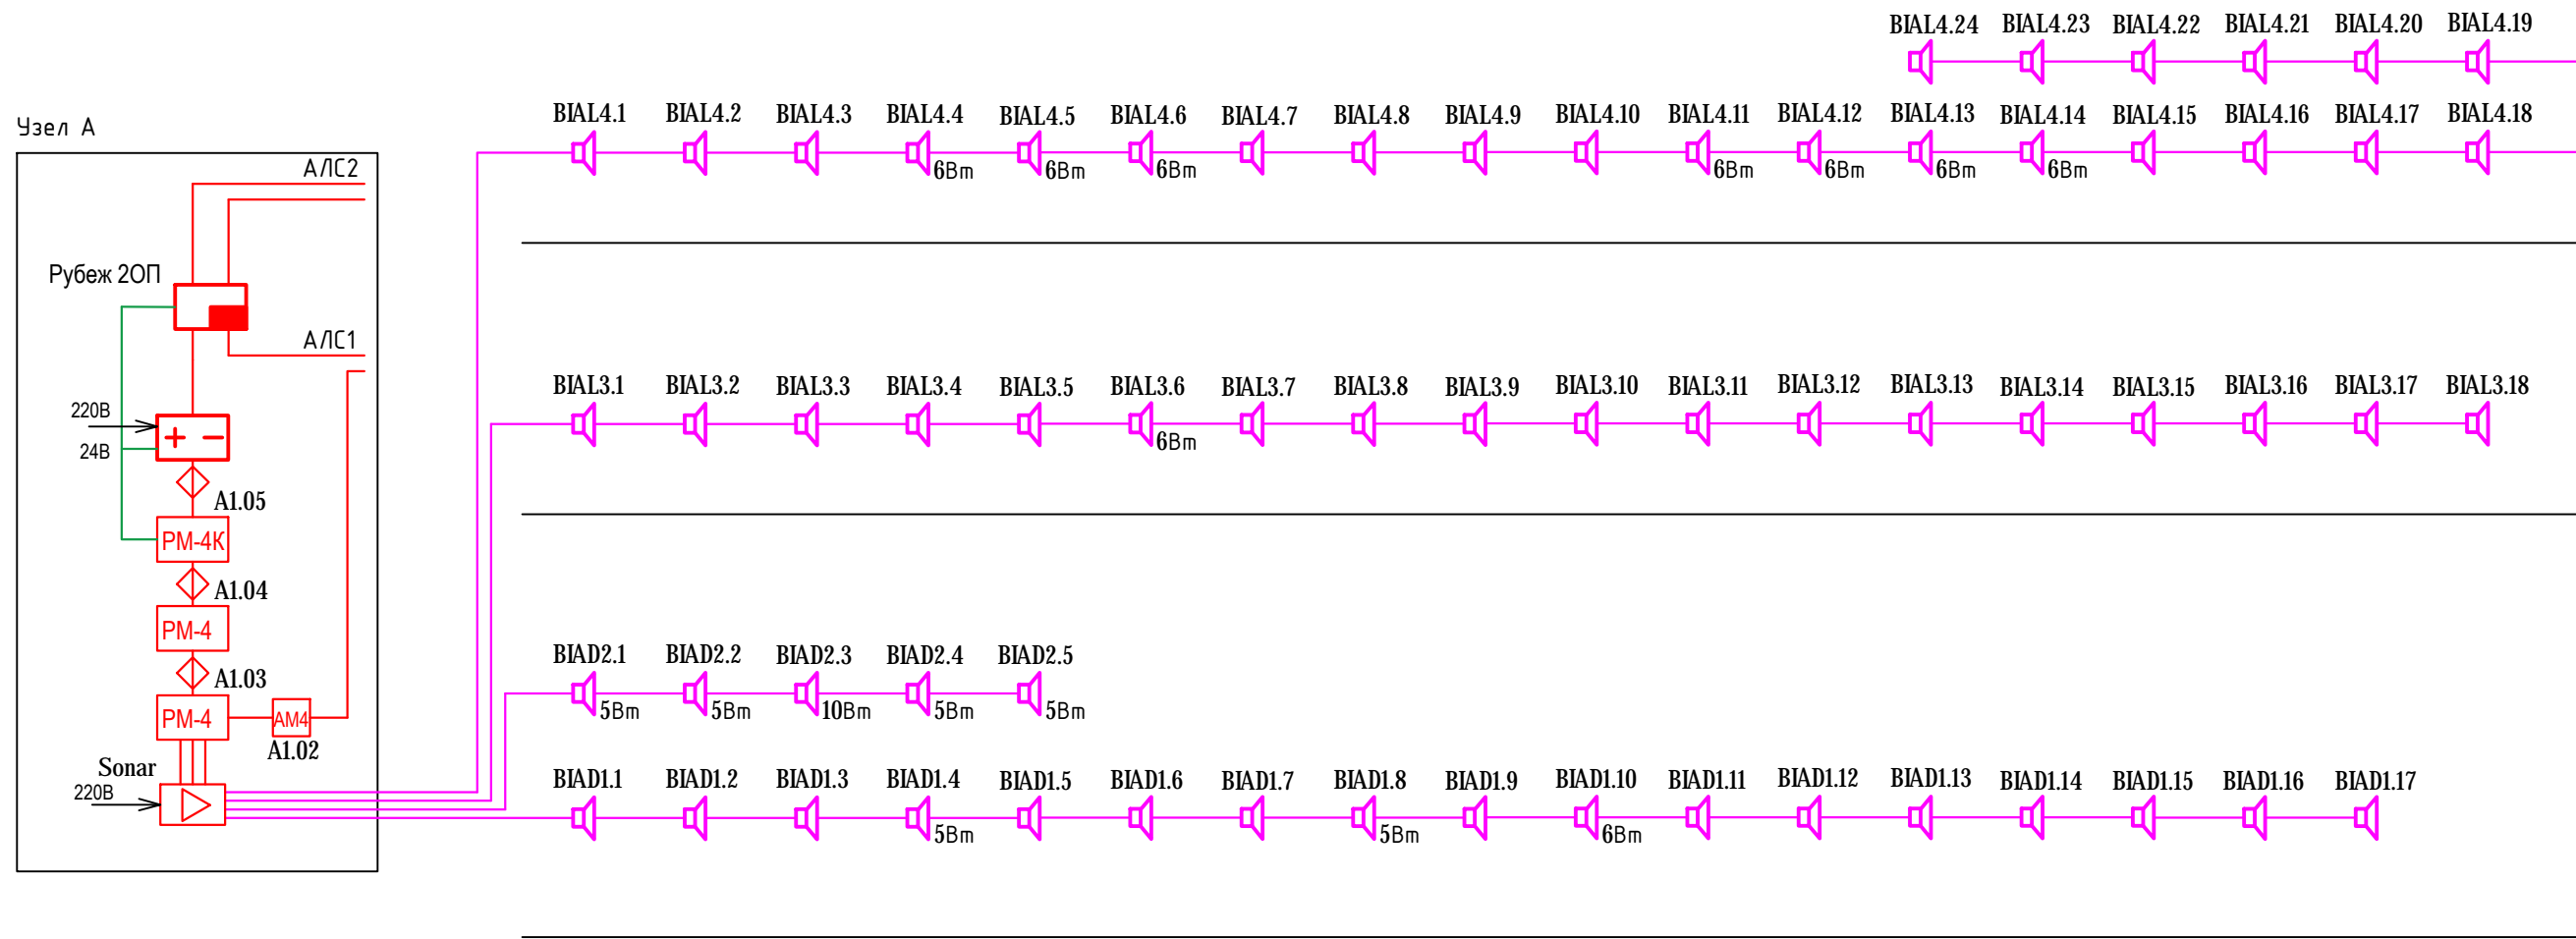 BIAL4.24 BIAL4.23 BIAL4.22 BIAL4.21 BIAL4.20 BIAL4.19
BIAL4.1 BIAL4.2 BIAL4.3 BIAL4.4 BIAL4.5 BIAL4.6 BIAL4.7 BIAL4.8 BIAL4.9 BIAL4.10 BIAL4.11 BIAL4.12 BIAL4.13 BIAL4.14 BIAL4.15 BIAL4.16 BIAL4.17 BIAL4.18
6Вт 6Вт 6Вт 6Вт 6Вт 6Вт 6Вт
Узел А
АЛС2
Рубеж 2ОП
АЛС1
220В
+ −
24В
A1.05
РМ-4К
A1.04
РМ-4
A1.03
РМ-4
АМ4
A1.02
Sonar
220В
BIAL3.1 BIAL3.2 BIAL3.3 BIAL3.4 BIAL3.5 BIAL3.6 BIAL3.7 BIAL3.8 BIAL3.9 BIAL3.10 BIAL3.11 BIAL3.12 BIAL3.13 BIAL3.14 BIAL3.15 BIAL3.16 BIAL3.17 BIAL3.18
6Вт
BIAD2.1 BIAD2.2 BIAD2.3 BIAD2.4 BIAD2.5
5Вт 5Вт 10Вт 5Вт 5Вт
BIAD1.1 BIAD1.2 BIAD1.3 BIAD1.4 BIAD1.5 BIAD1.6 BIAD1.7 BIAD1.8 BIAD1.9 BIAD1.10 BIAD1.11 BIAD1.12 BIAD1.13 BIAD1.14 BIAD1.15 BIAD1.16 BIAD1.17
5Вт 5Вт 6Вт